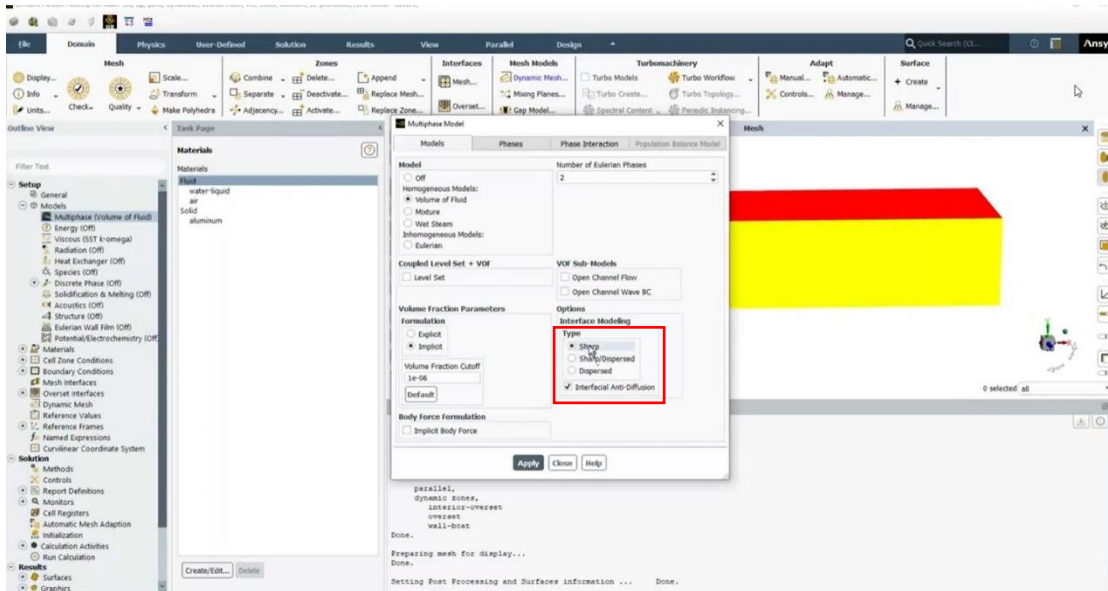 File Domain Physics User-Defined Solution Results View Parallel Design Quick Search (Ct... Ansy
Mesh Zones Interfaces Mesh Models Turbomachinery Adapt Surface
Display... Scale... Combine Delete... Append Mesh... Dynamic Mesh... Turbo Models Turbo Workflow Manual... Automatic... + Create
Info Check Quality Transform Separate Deactivate... Replace Mesh... Mixing Planes... Turbo Create... Turbo Topology... Controls... Manage...
Units... Make Polyhedra Adjacency... Activate... Replace Zone... Overset... Gap Model... Spectral Content Periodic Instancing... Manage...
Outline View
Filter Text
Setup
General
Models
Multiphase (Volume of Fluid)
Energy (Off)
Viscous (SST k-omega)
Radiation (Off)
Heat Exchanger (Off)
Species (Off)
Discrete Phase (Off)
Solidification & Melting (Off)
Acoustics (Off)
Structure (Off)
Eulerian Wall Film (Off)
Potential/Electrochemistry (Off
Materials
Cell Zone Conditions
Boundary Conditions
Mesh Interfaces
Overset Interfaces
Dynamic Mesh
Reference Values
Reference Frames
Named Expressions
Curvilinear Coordinate System
Solution
Methods
Controls
Report Definitions
Monitors
Cell Registers
Automatic Mesh Adaption
Initialization
Calculation Activities
Run Calculation
Results
Surfaces
Graphics
Task Page
Materials
Materials
Fluid
water-liquid
air
Solid
aluminum
Create/Edit... Delete
Multiphase Model
Models Phases Phase Interaction Population Balance Model
Model
Off
Homogeneous Models:
Volume of Fluid
Mixture
Wet Steam
Inhomogeneous Models:
Eulerian
Number of Eulerian Phases
2
Coupled Level Set + VOF
Level Set
VOF Sub-Models
Open Channel Flow
Open Channel Wave BC
Volume Fraction Parameters
Formulation
Explicit
Implicit
Volume Fraction Cutoff
1e-06
Default
Options
Interface Modeling
Type
Sharp
Sharp/Dispersed
Dispersed
Interfacial Anti-Diffusion
Body Force Formulation
Implicit Body Force
Apply Close Help
Mesh
0 selected all
parallel,
dynamic zones,
interior-overset
overset
wall-boat
Done.
Preparing mesh for display...
Done.
Setting Post Processing and Surfaces information ... Done.